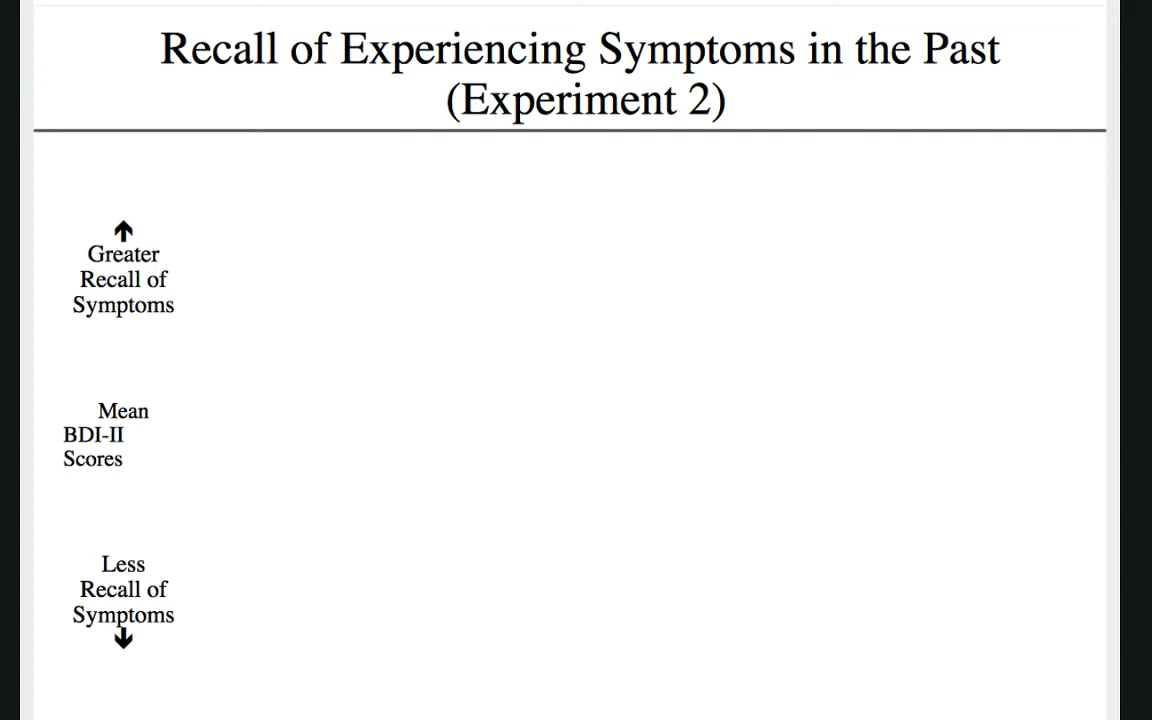 Recall of Experiencing Symptoms in the Past
(Experiment 2)
Greater
Recall of
Symptoms
Mean
BDI-II
Scores
Less
Recall of
Symptoms